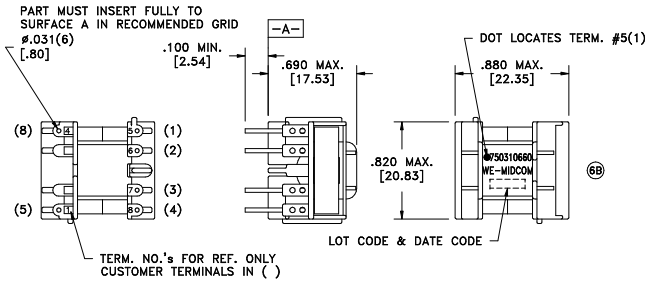 PART MUST INSERT FULLY TO
SURFACE A IN RECOMMENDED GRID
ø.031(6)
[.80]
-A-
.100 MIN.
[2.54]
.690 MAX.
[17.53]
DOT LOCATES TERM. #5(1)
.880 MAX.
[22.35]
(8) 4 5 (1)
6 (2)
7 (3)
(5) 1 8 (4)
.820 MAX.
[20.83]
750310660
WE-MIDCOM
6B
LOT CODE & DATE CODE
TERM. NO.'s FOR REF. ONLY
CUSTOMER TERMINALS IN ( )